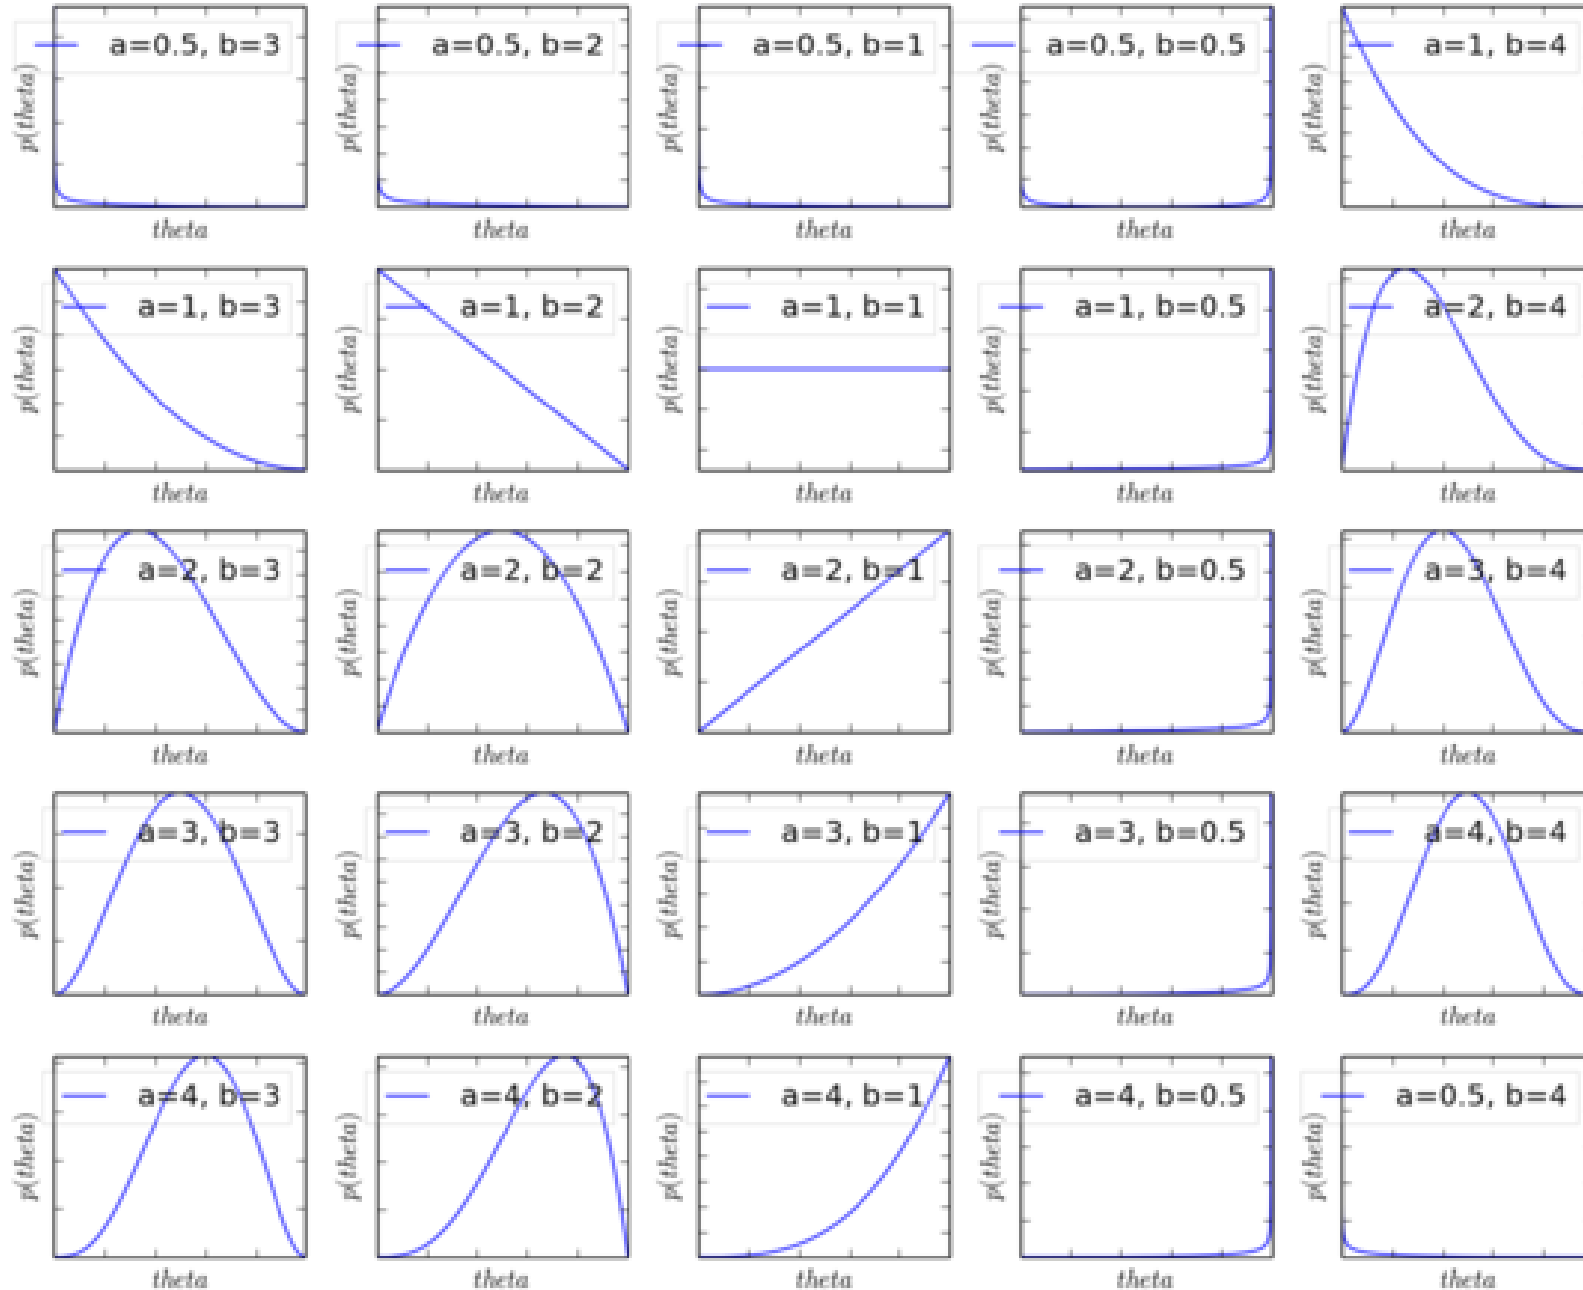 a=0.5, b=3
p(theta)
theta
a=0.5, b=2
p(theta)
theta
a=0.5, b=1
p(theta)
theta
a=0.5, b=0.5
p(theta)
theta
a=1, b=4
p(theta)
theta
a=1, b=3
p(theta)
theta
a=1, b=2
p(theta)
theta
a=1, b=1
p(theta)
theta
a=1, b=0.5
p(theta)
theta
a=2, b=4
p(theta)
theta
a=2, b=3
p(theta)
theta
a=2, b=2
p(theta)
theta
a=2, b=1
p(theta)
theta
a=2, b=0.5
p(theta)
theta
a=3, b=4
p(theta)
theta
a=3, b=3
p(theta)
theta
a=3, b=2
p(theta)
theta
a=3, b=1
p(theta)
theta
a=3, b=0.5
p(theta)
theta
a=4, b=4
p(theta)
theta
a=4, b=3
p(theta)
theta
a=4, b=2
p(theta)
theta
a=4, b=1
p(theta)
theta
a=4, b=0.5
p(theta)
theta
a=0.5, b=4
p(theta)
theta